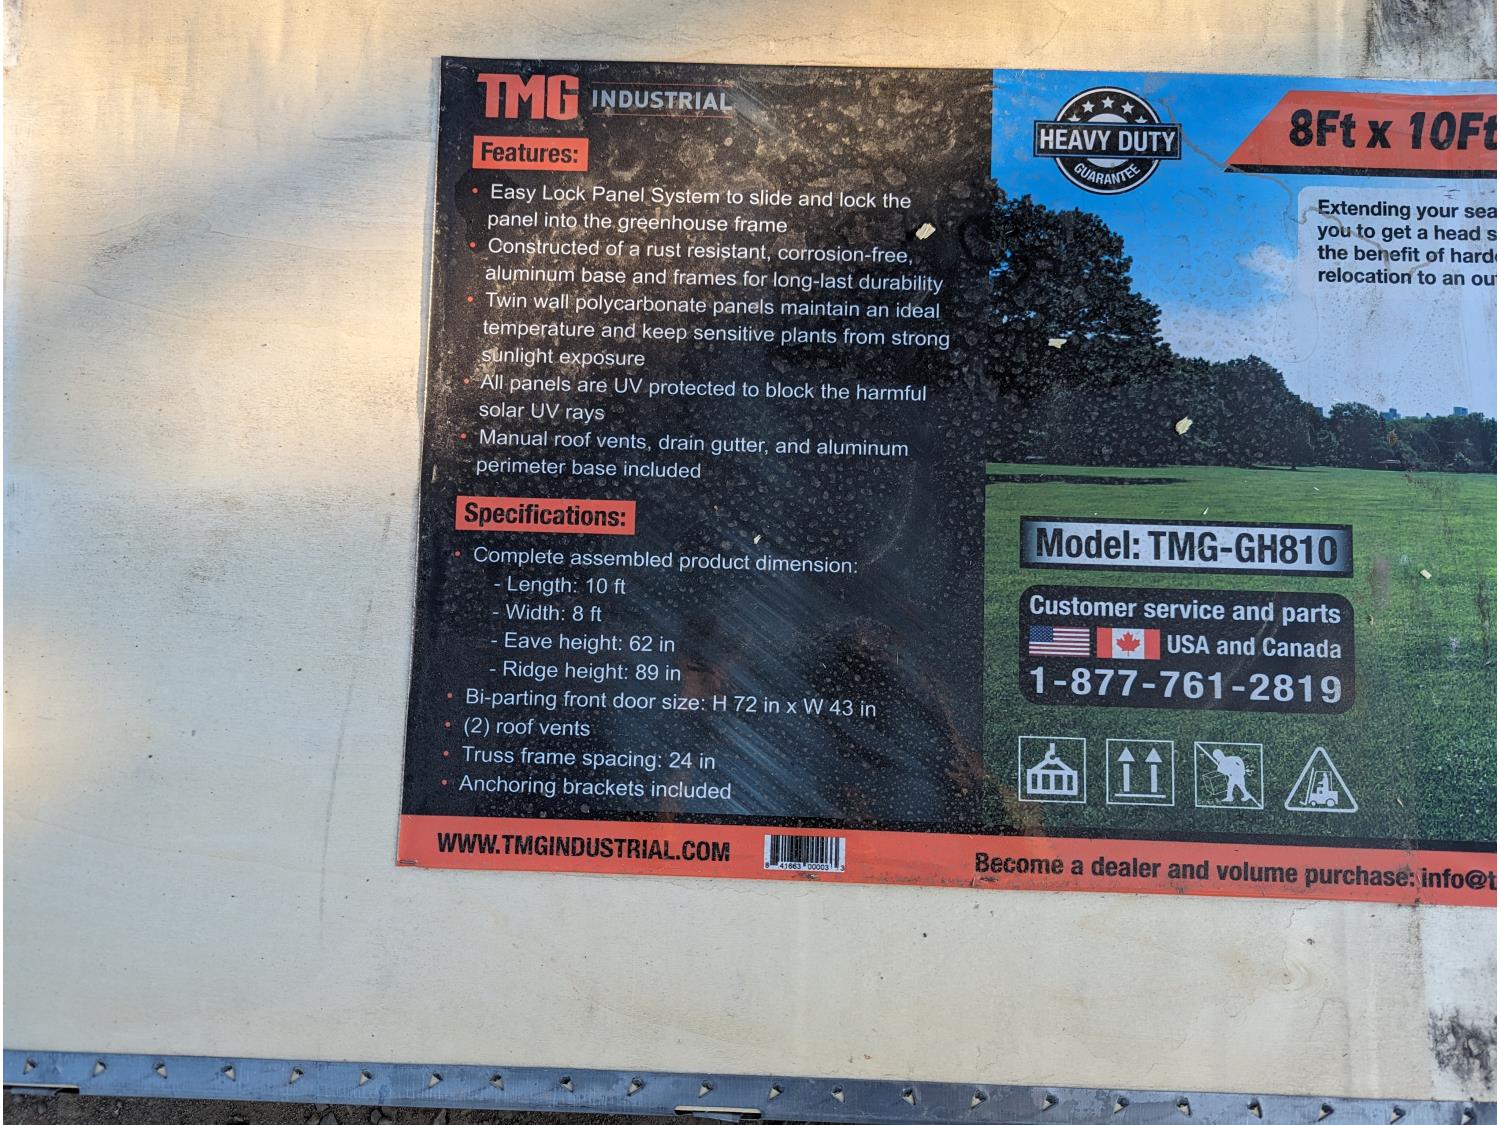 TMG INDUSTRIAL
Features:
• Easy Lock Panel System to slide and lock the
panel into the greenhouse frame
• Constructed of a rust resistant, corrosion-free,
aluminum base and frames for long-last durability
• Twin wall polycarbonate panels maintain an ideal
temperature and keep sensitive plants from strong
sunlight exposure
• All panels are UV protected to block the harmful
solar UV rays
• Manual roof vents, drain gutter, and aluminum
perimeter base included
Specifications:
• Complete assembled product dimension:
- Length: 10 ft
- Width: 8 ft
- Eave height: 62 in
- Ridge height: 89 in
• Bi-parting front door size: H 72 in x W 43 in
• (2) roof vents
• Truss frame spacing: 24 in
• Anchoring brackets included
WWW.TMGINDUSTRIAL.COM
8 41663 00003 3
HEAVY DUTY
GUARANTEE
8Ft x 10Ft
Extending your
you to get a head
the benefit of
relocation to an
Model: TMG-GH810
Customer service and parts
USA and Canada
1-877-761-2819
Become a dealer and volume purchase: info@t